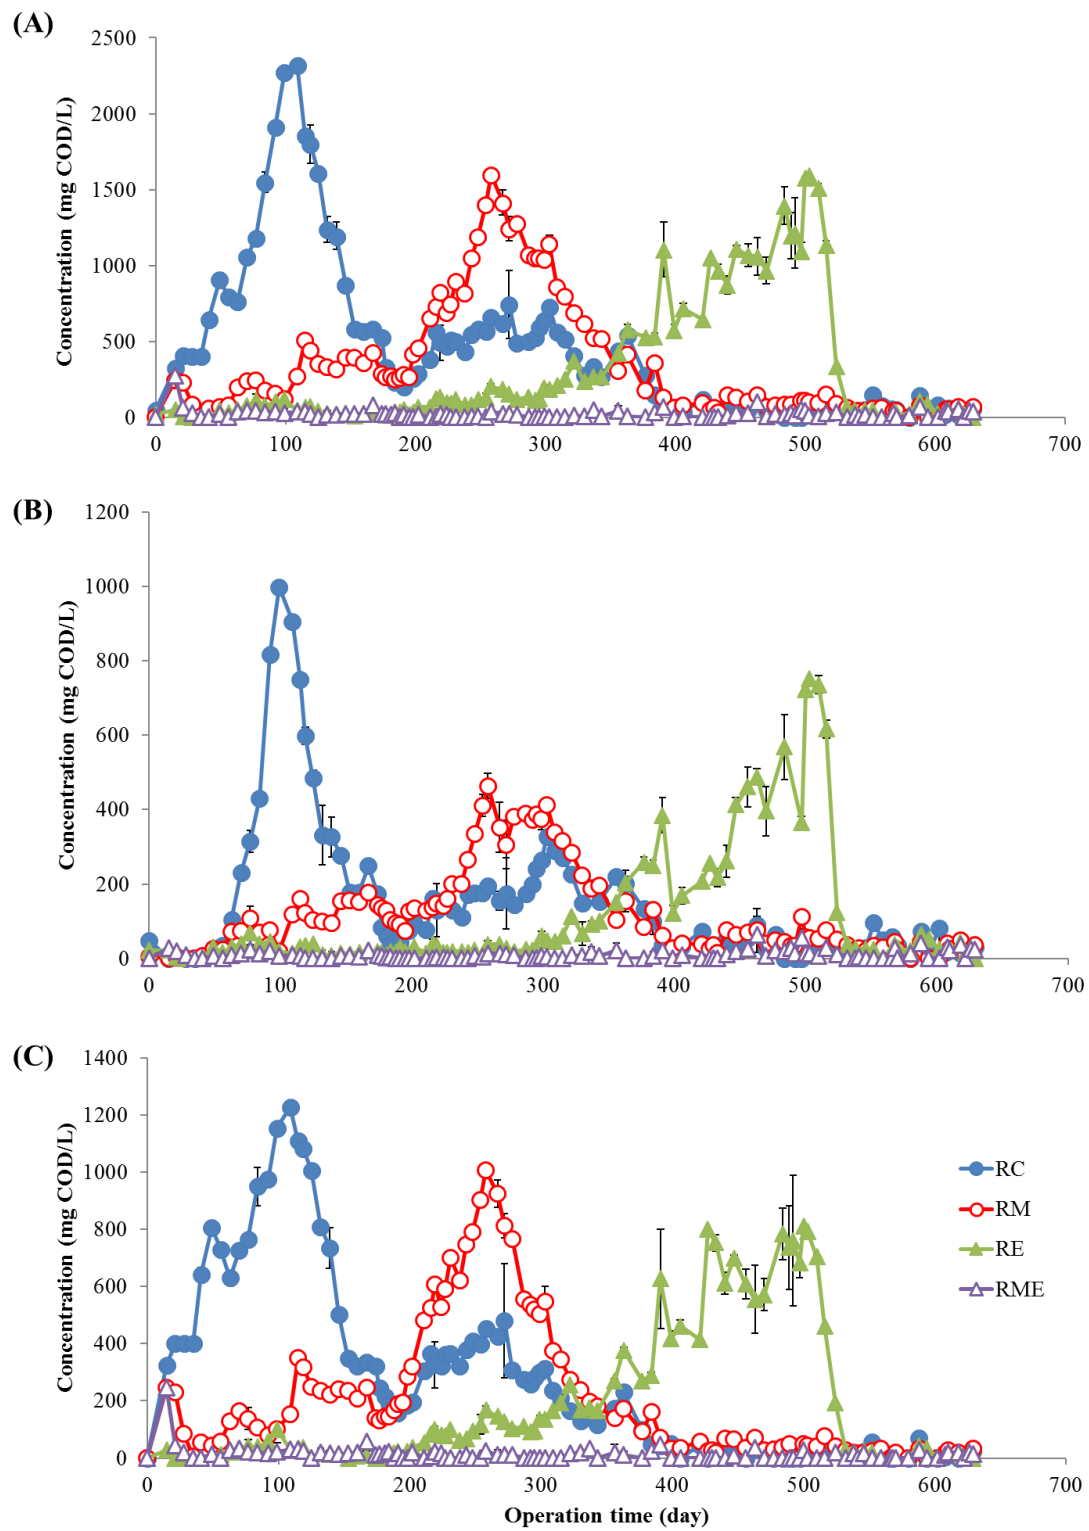 (A)
2500
2000
1500
1000
500
0
Concentration (mg COD/L)
0 100 200 300 400 500 600 700
(B)
1200
1000
800
600
400
200
0
Concentration (mg COD/L)
0 100 200 300 400 500 600 700
(C)
1400
1200
1000
800
600
400
200
0
Concentration (mg COD/L)
RC
RM
RE
RME
0 100 200 300 400 500 600 700
Operation time (day)